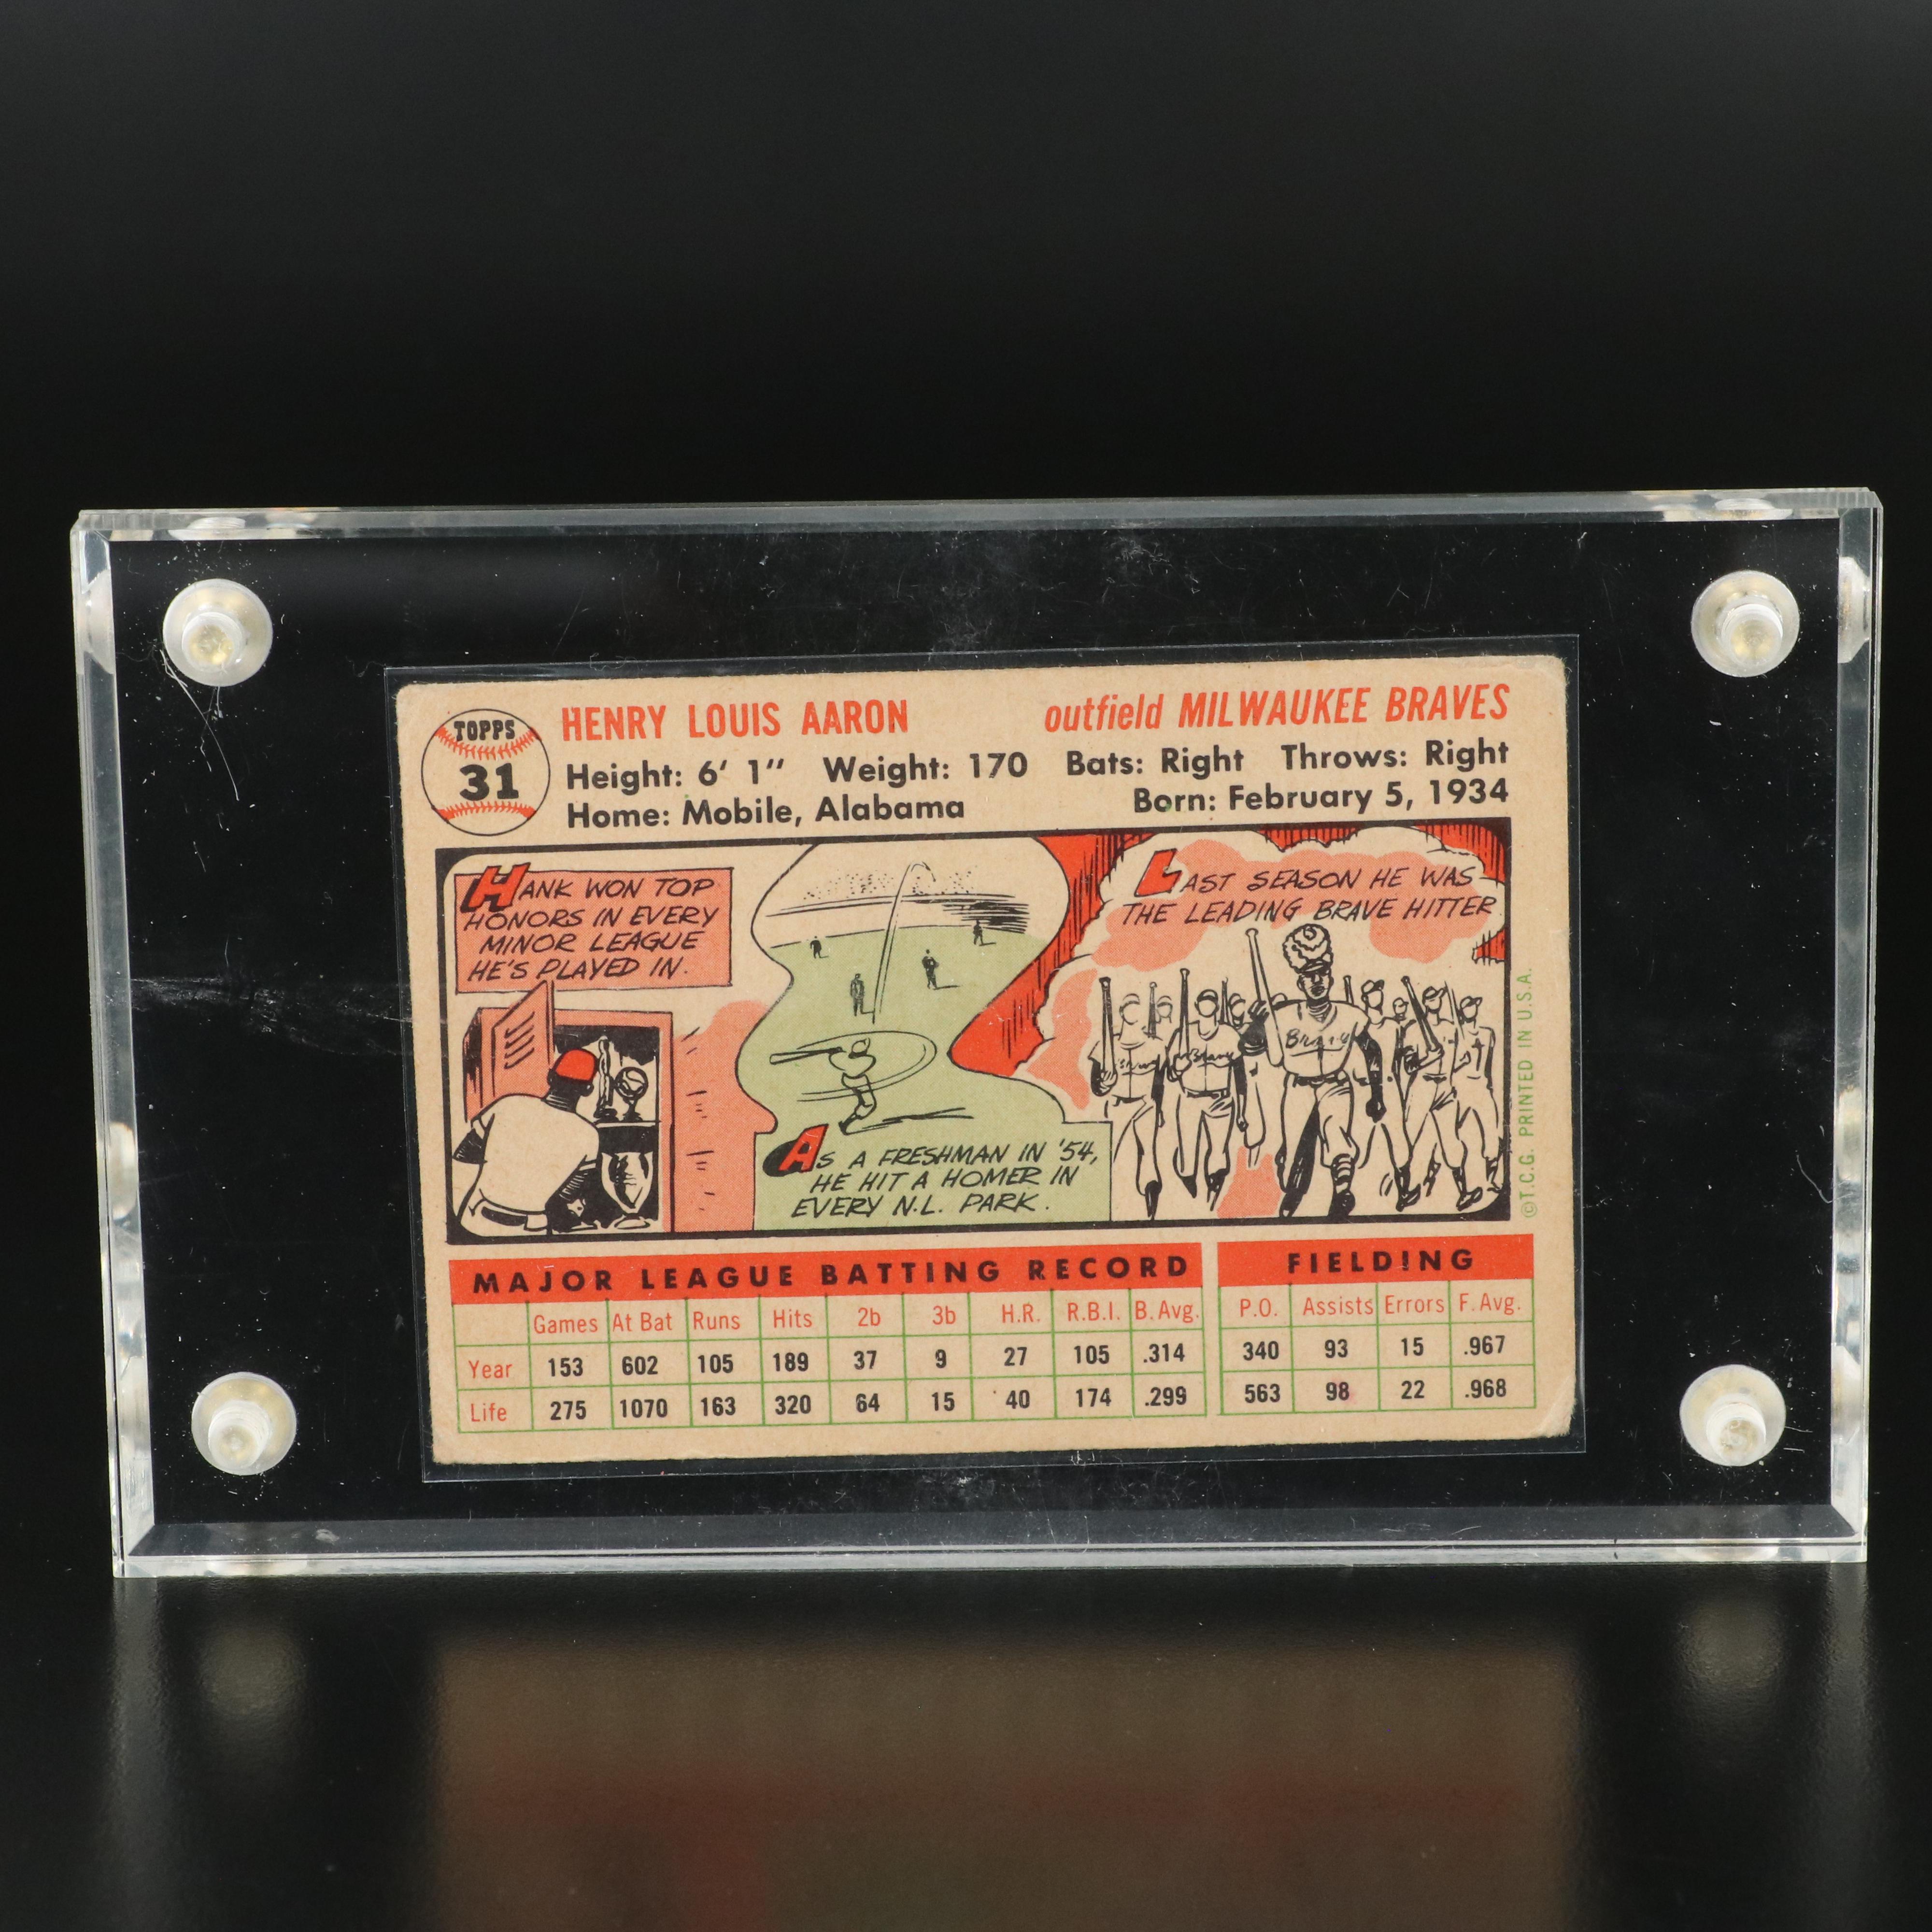 TOPPS
31
HENRY LOUIS AARON outfield MILWAUKEE BRAVES
Height: 6' 1" Weight: 170 Bats: Right Throws: Right
Home: Mobile, Alabama Born: February 5, 1934
HANK WON TOP
HONORS IN EVERY
MINOR LEAGUE
HE'S PLAYED IN.
AS A FRESHMAN IN '54,
HE HIT A HOMER IN
EVERY N.L. PARK.
LAST SEASON HE WAS
THE LEADING BRAVE HITTER
Braves
©T.C.G. PRINTED IN U.S.A.
MAJOR LEAGUE BATTING RECORD FIELDING
Games At Bat Runs Hits 2b 3b H.R. R.B.I. B. Avg. P.O. Assists Errors F. Avg.
Year 153 602 105 189 37 9 27 105 .314 340 93 15 .967
Life 275 1070 163 320 64 15 40 174 .299 563 98 22 .968